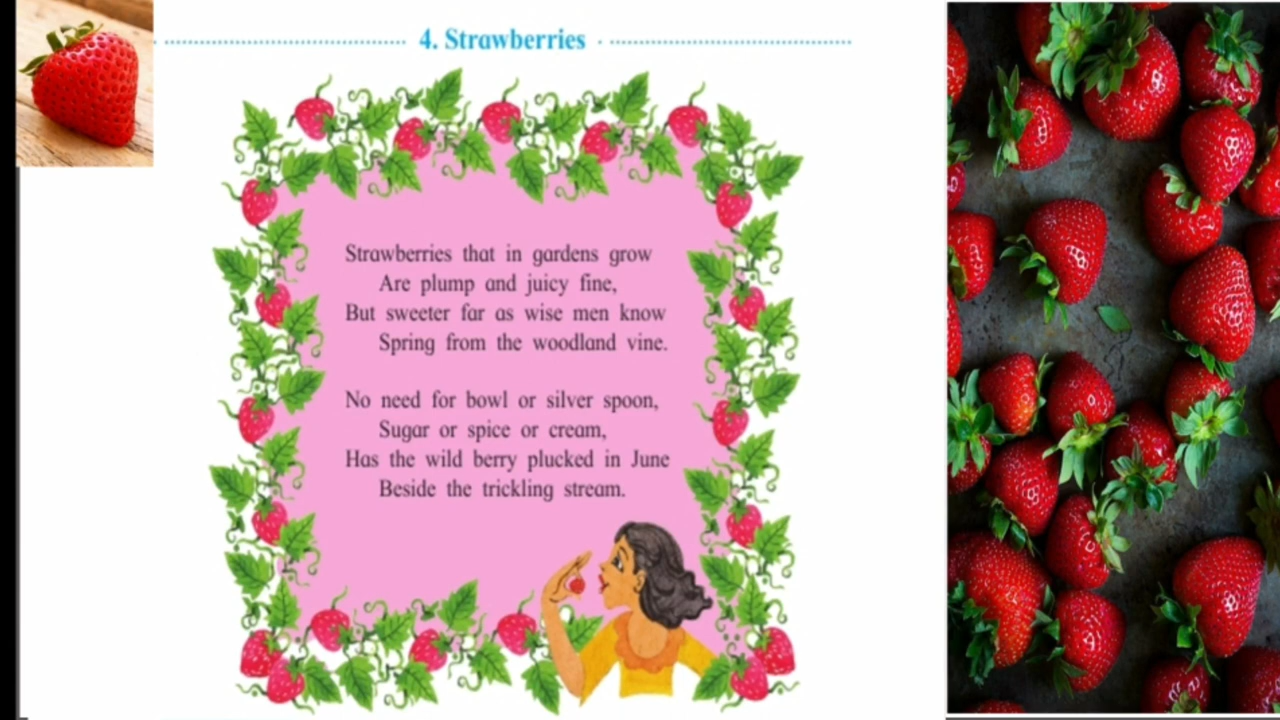 4. Strawberries
Strawberries that in gardens grow
Are plump and juicy fine,
But sweeter far as wise men know
Spring from the woodland vine.
No need for bowl or silver spoon,
Sugar or spice or cream,
Has the wild berry plucked in June
Beside the trickling stream.